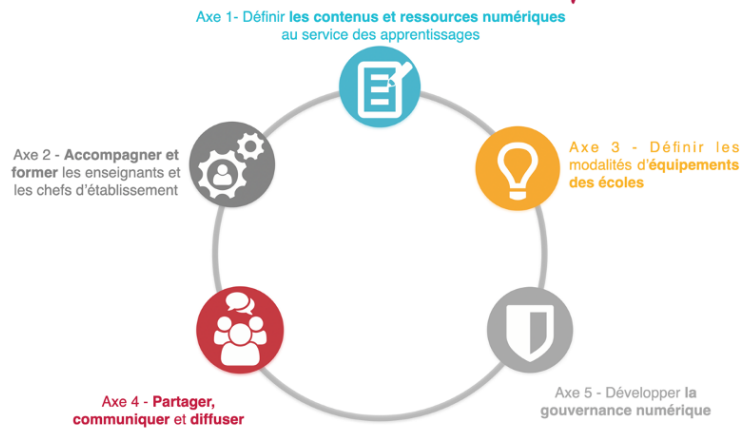 Axe 1- Définir les contenus et ressources numériques
au service des apprentissages
Axe 2 - Accompagner et
former les enseignants et
les chefs d'établissement
Axe 3 - Définir les
modalités d'équipements
des écoles
Axe 4 - Partager,
communiquer et diffuser
Axe 5 - Développer la
gouvernance numérique